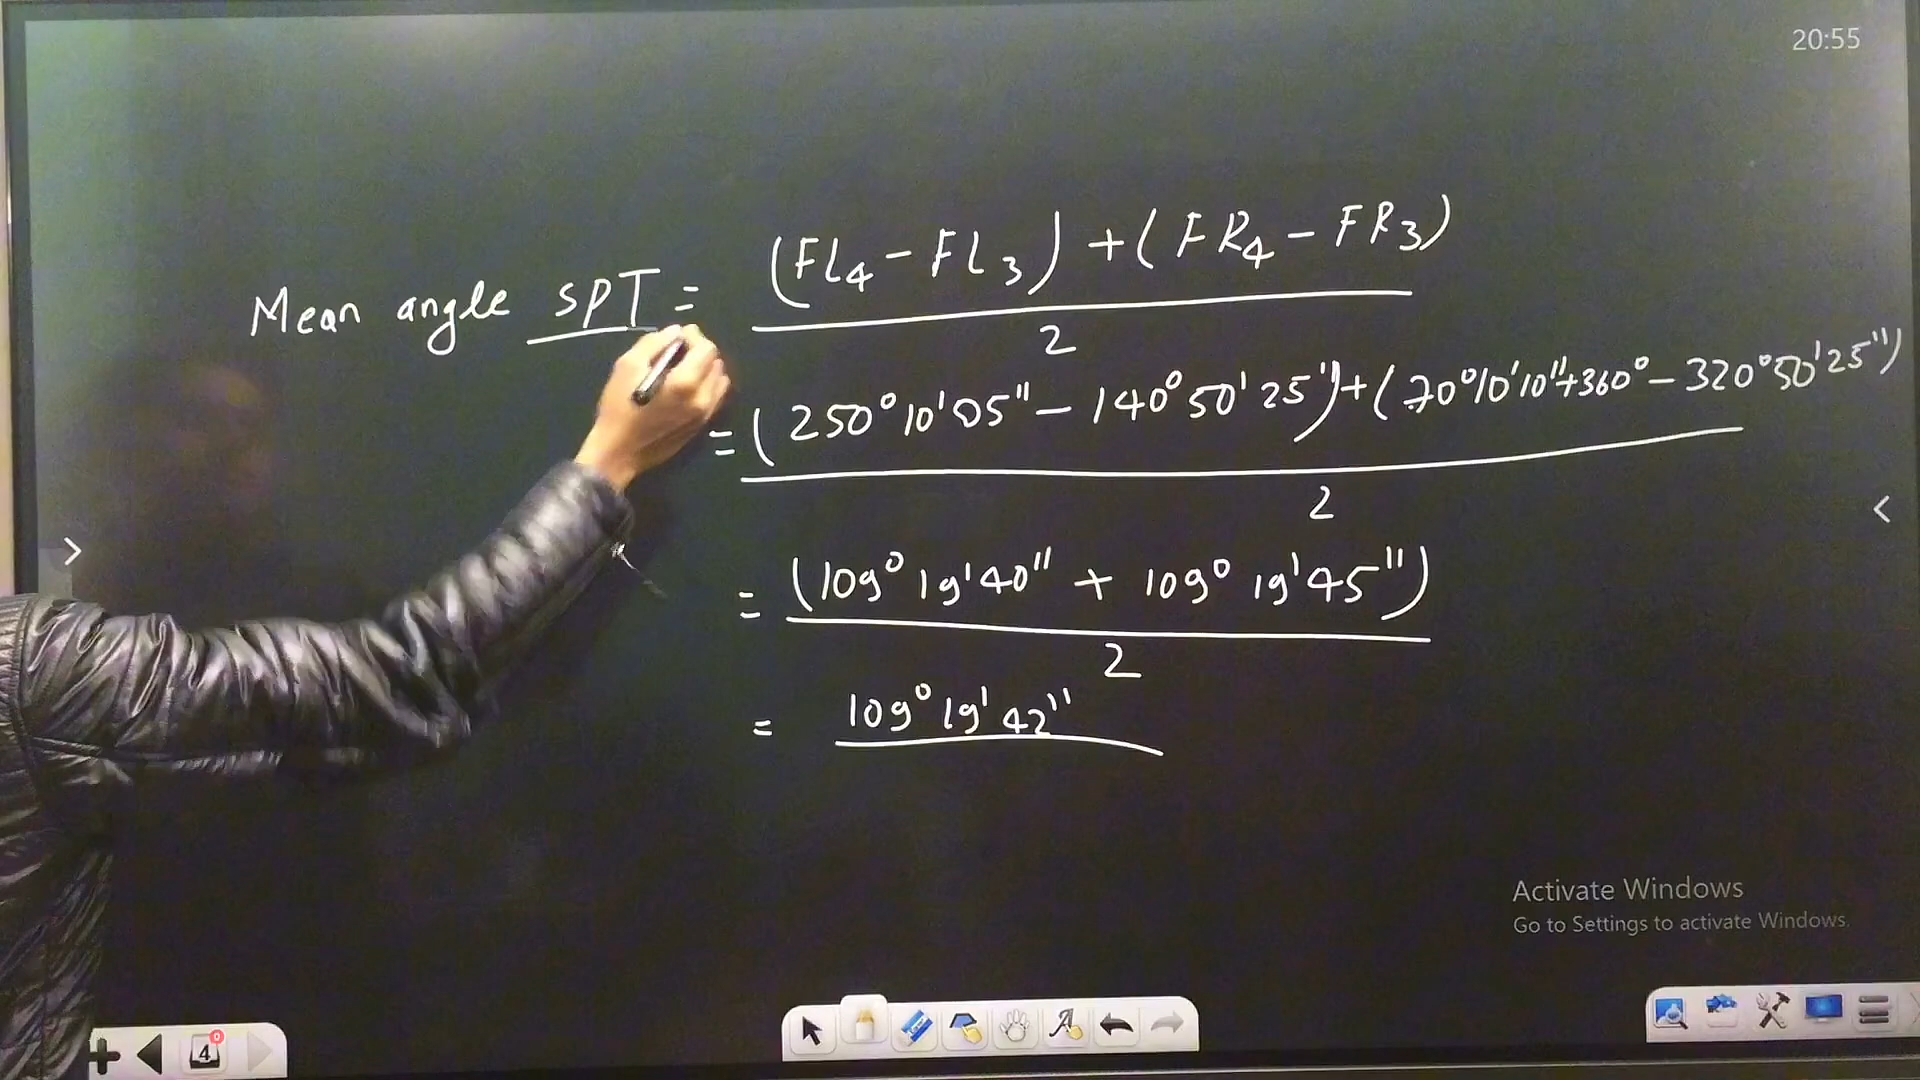 20:55
Mean angle SPT = (FL4 - FL3) + (FR4 - FR3)
2
= (250°10'05" - 140°50'25") + (70°10'10"+360° - 320°50'25")
2
= (109°19'40" + 109°19'45")
2
= 109°19'42"
Activate Windows
Go to Settings to activate Windows.
4
0